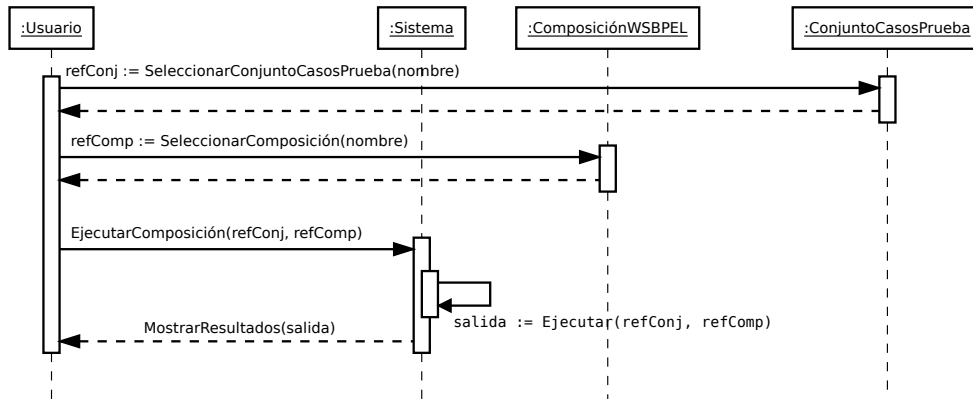 :Usuario
:Sistema
:ComposiciónWSBPEL
:ConjuntoCasosPrueba
refConj := SeleccionarConjuntoCasosPrueba(nombre)
refComp := SeleccionarComposición(nombre)
EjecutarComposición(refConj, refComp)
salida := Ejecutar(refConj, refComp)
MostrarResultados(salida)